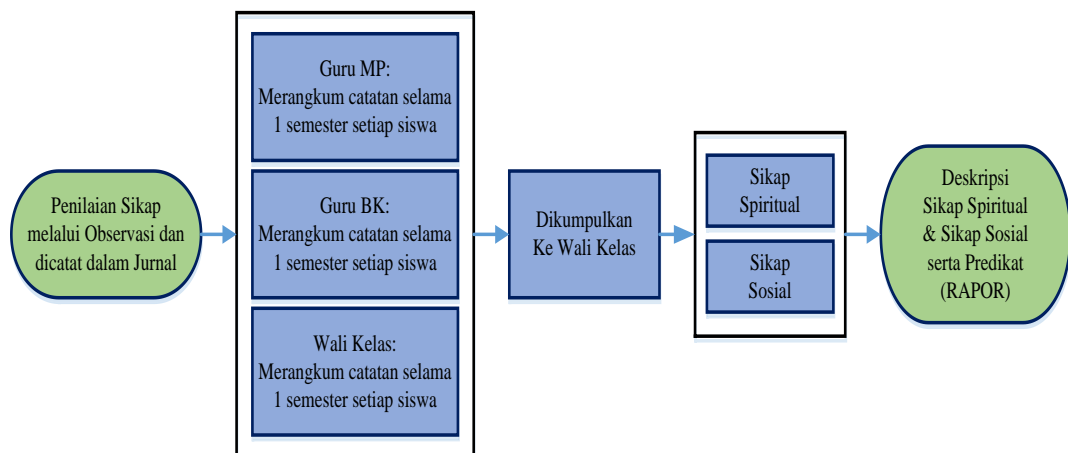 Penilaian Sikap
melalui Observasi dan
dicatat dalam Jurnal
Guru MP:
Merangkum catatan selama
1 semester setiap siswa
Guru BK:
Merangkum catatan selama
1 semester setiap siswa
Wali Kelas:
Merangkum catatan selama
1 semester setiap siswa
Dikumpulkan
Ke Wali Kelas
Sikap
Spiritual
Sikap
Sosial
Deskripsi
Sikap Spiritual
& Sikap Sosial
serta Predikat
(RAPOR)